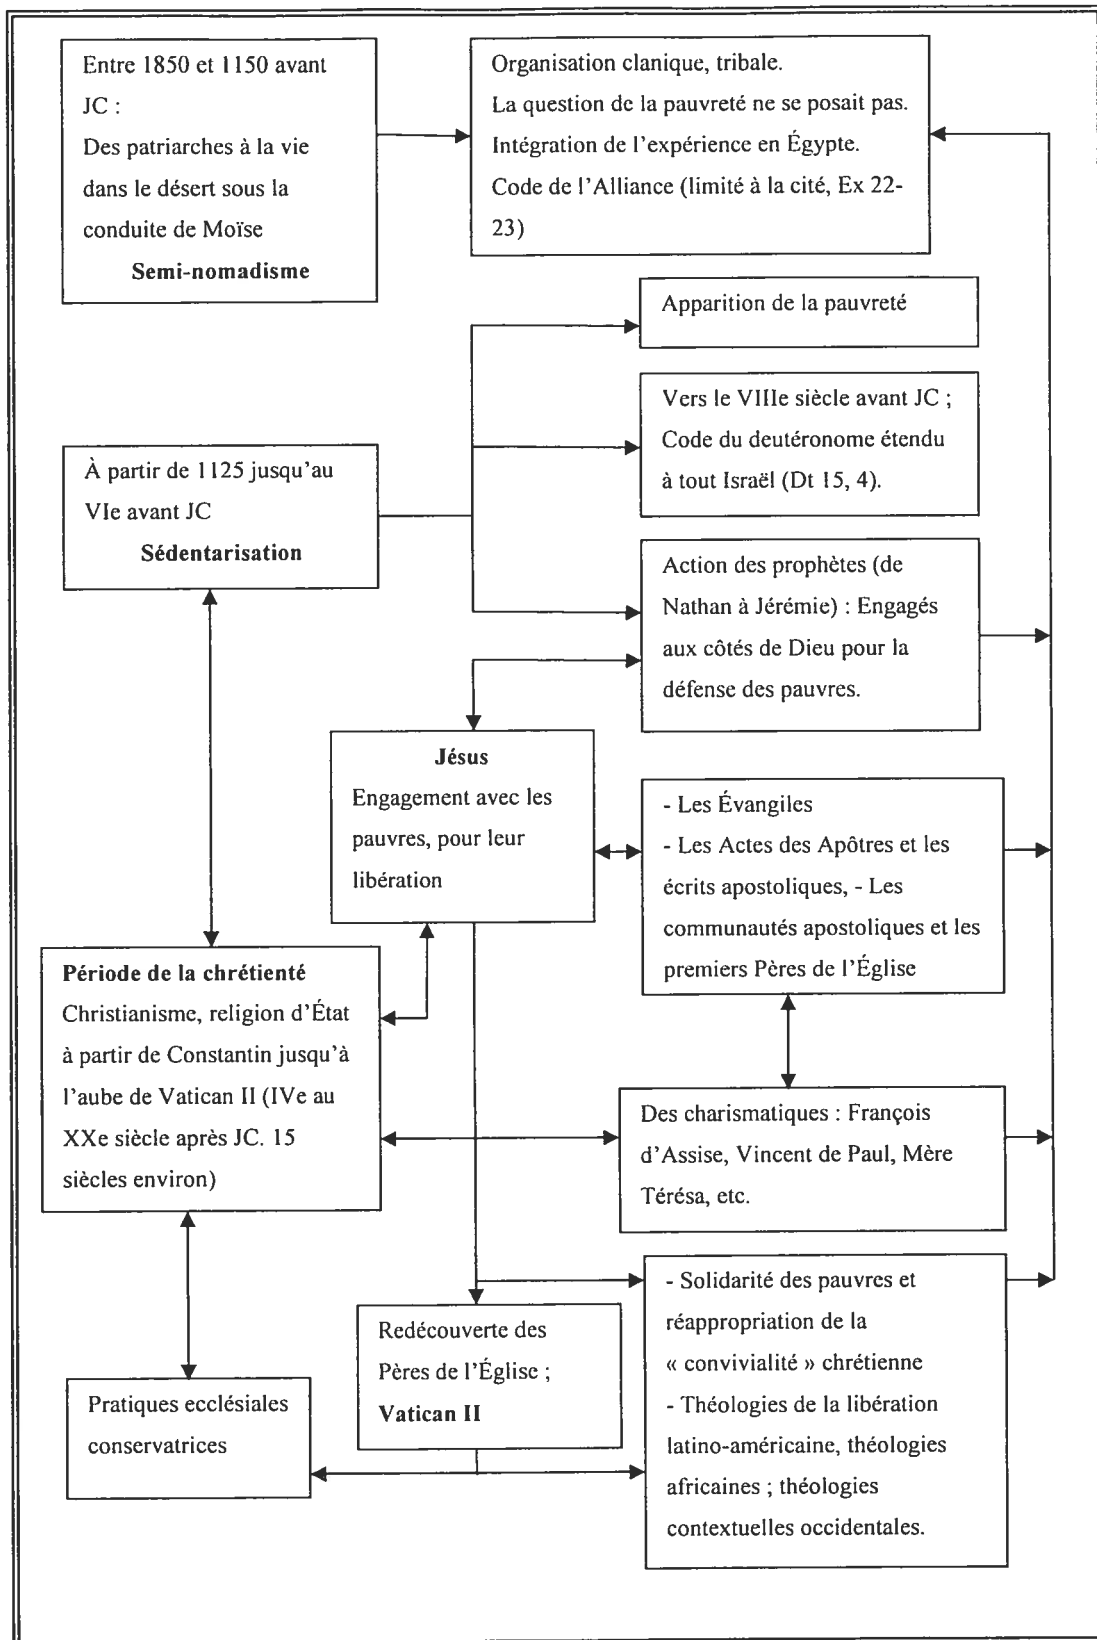 Entre 1850 et 1150 avant
JC :
Des patriarches à la vie
dans le désert sous la
conduite de Moïse
Semi-nomadisme
Organisation clanique, tribale.
La question de la pauvreté ne se posait pas.
Intégration de l'expérience en Égypte.
Code de l'Alliance (limité à la cité, Ex 22-
23)
Apparition de la pauvreté
Vers le VIIIe siècle avant JC ;
Code du deutéronome étendu
à tout Israël (Dt 15, 4).
À partir de 1125 jusqu'au
VIe avant JC
Sédentarisation
Action des prophètes (de
Nathan à Jérémie) : Engagés
aux côtés de Dieu pour la
défense des pauvres.
Jésus
Engagement avec les
pauvres, pour leur
libération
- Les Évangiles
- Les Actes des Apôtres et les
écrits apostoliques, - Les
communautés apostoliques et les
premiers Pères de l'Église
Période de la chrétienté
Christianisme, religion d'État
à partir de Constantin jusqu'à
l'aube de Vatican II (IVe au
XXe siècle après JC. 15
siècles environ)
Des charismatiques : François
d'Assise, Vincent de Paul, Mère
Térésa, etc.
- Solidarité des pauvres et
réappropriation de la
« convivialité » chrétienne
- Théologies de la libération
latino-américaine, théologies
africaines ; théologies
contextuelles occidentales.
Redécouverte des
Pères de l'Église ;
Vatican II
Pratiques ecclésiales
conservatrices